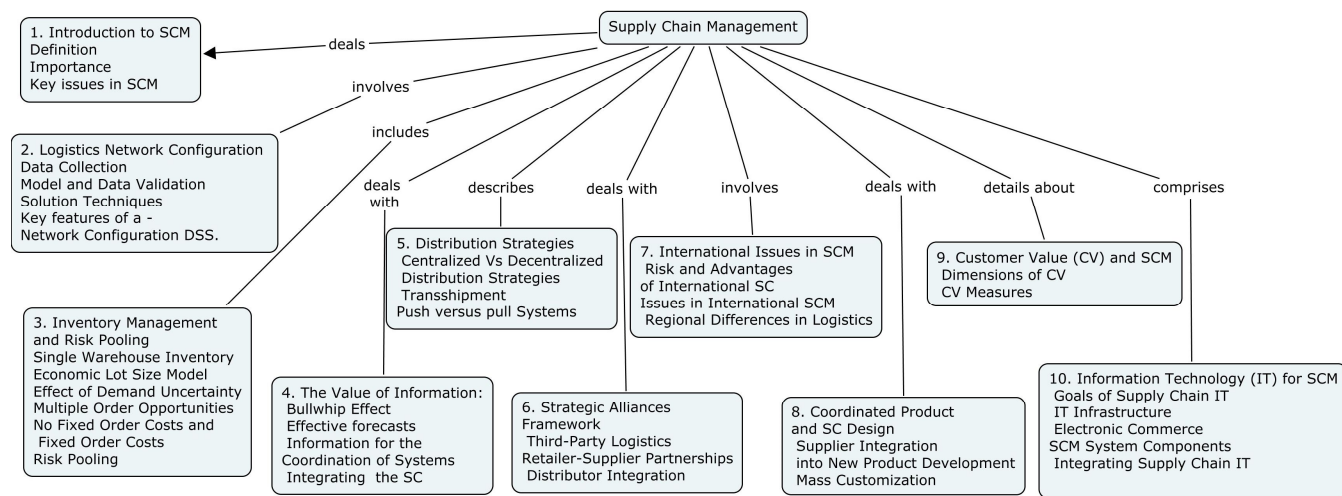 Supply Chain Management
deals
1. Introduction to SCM
Definition
Importance
Key issues in SCM
involves
2. Logistics Network Configuration
Data Collection
Model and Data Validation
Solution Techniques
Key features of a -
Network Configuration DSS.
includes
3. Inventory Management
and Risk Pooling
Single Warehouse Inventory
Economic Lot Size Model
Effect of Demand Uncertainty
Multiple Order Opportunities
No Fixed Order Costs and
Fixed Order Costs
Risk Pooling
deals
with
4. The Value of Information:
Bullwhip Effect
Effective forecasts
Information for the
Coordination of Systems
Integrating the SC
describes
5. Distribution Strategies
Centralized Vs Decentralized
Distribution Strategies
Transshipment
Push versus pull Systems
deals with
6. Strategic Alliances
Framework
Third-Party Logistics
Retailer-Supplier Partnerships
Distributor Integration
involves
7. International Issues in SCM
Risk and Advantages
of International SC
Issues in International SCM
Regional Differences in Logistics
deals with
8. Coordinated Product
and SC Design
Supplier Integration
into New Product Development
Mass Customization
details about
9. Customer Value (CV) and SCM
Dimensions of CV
CV Measures
comprises
10. Information Technology (IT) for SCM
Goals of Supply Chain IT
IT Infrastructure
Electronic Commerce
SCM System Components
Integrating Supply Chain IT